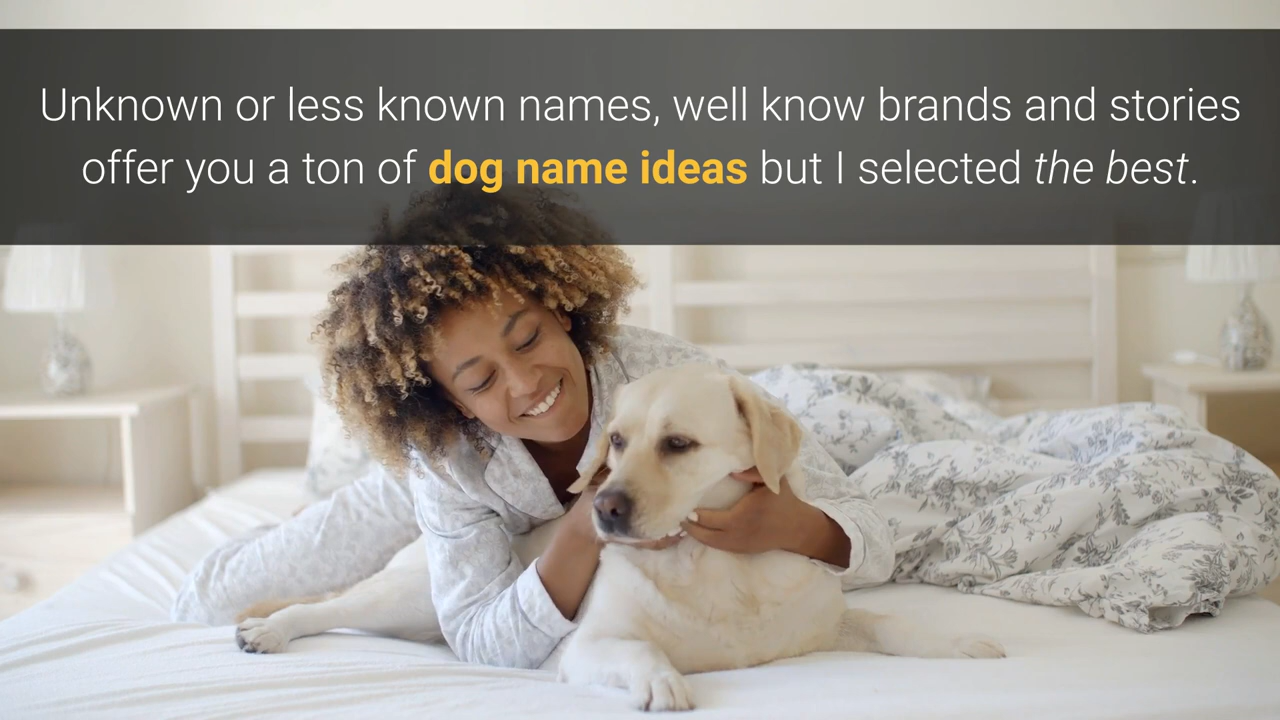 Unknown or less known names, well know brands and stories
offer you a ton of dog name ideas but I selected the best.